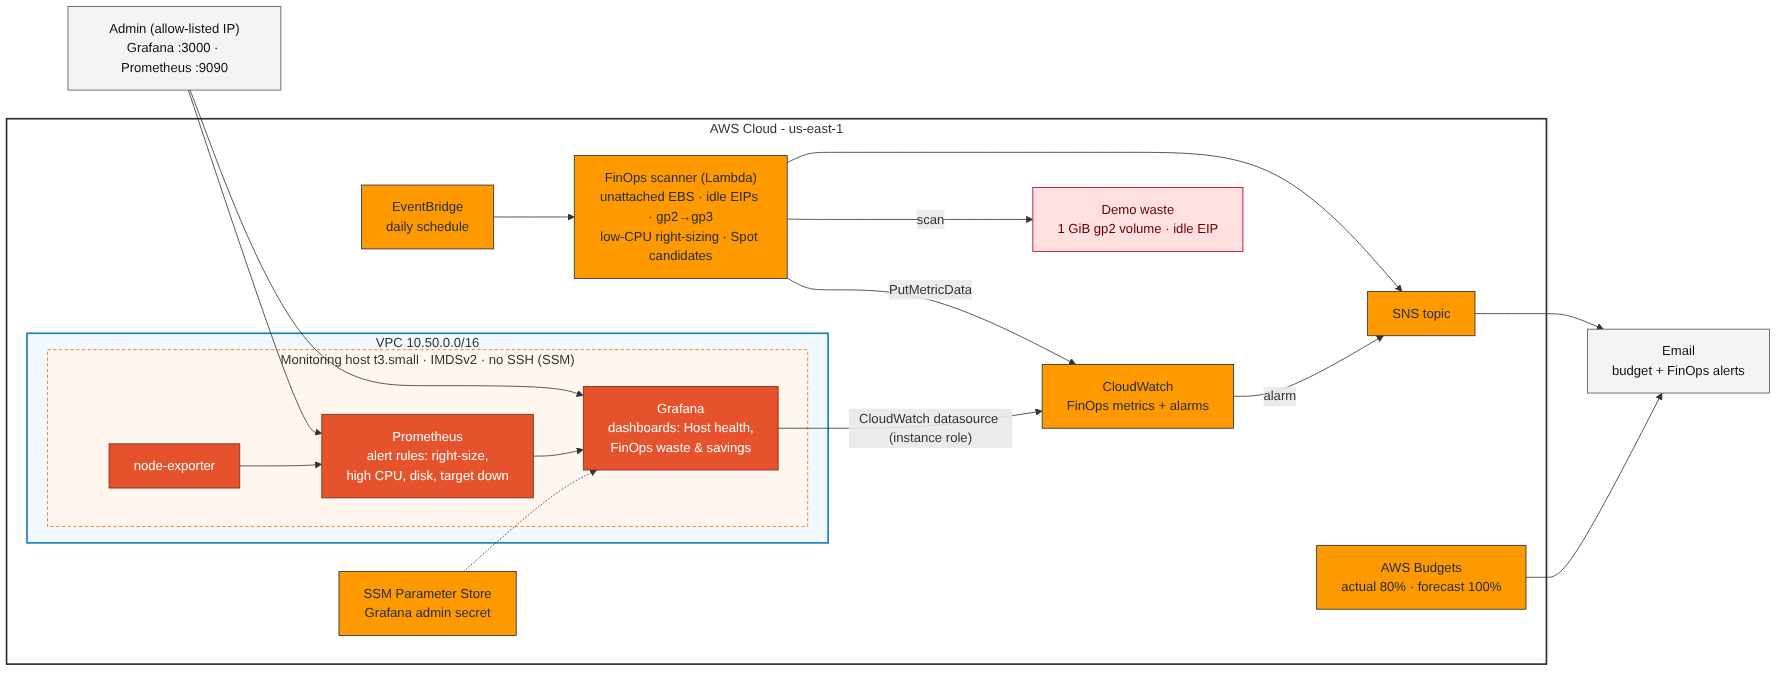 Admin (allow-listed IP)
Grafana :3000 ·
Prometheus :9090
AWS Cloud - us-east-1
EventBridge
daily schedule
FinOps scanner (Lambda)
unattached EBS · idle EIPs
· gp2→gp3
low-CPU right-sizing · Spot
candidates
scan
Demo waste
1 GiB gp2 volume · idle EIP
PutMetricData
SNS topic
Email
budget + FinOps alerts
VPC 10.50.0.0/16
Monitoring host t3.small · IMDSv2 · no SSH (SSM)
node-exporter
Prometheus
alert rules: right-size,
high CPU, disk, target down
Grafana
dashboards: Host health,
FinOps waste & savings
CloudWatch datasource
(instance role)
CloudWatch
FinOps metrics + alarms
alarm
SSM Parameter Store
Grafana admin secret
AWS Budgets
actual 80% · forecast 100%